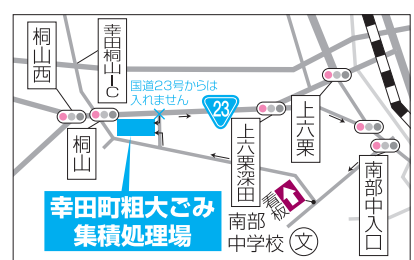 桐山西
幸田桐山IC
国道23号からは
入れません
23
上六栗
桐山
上六栗深田
南部中入口
幸田町粗大ごみ
集積処理場
看板
南部
中学校
文